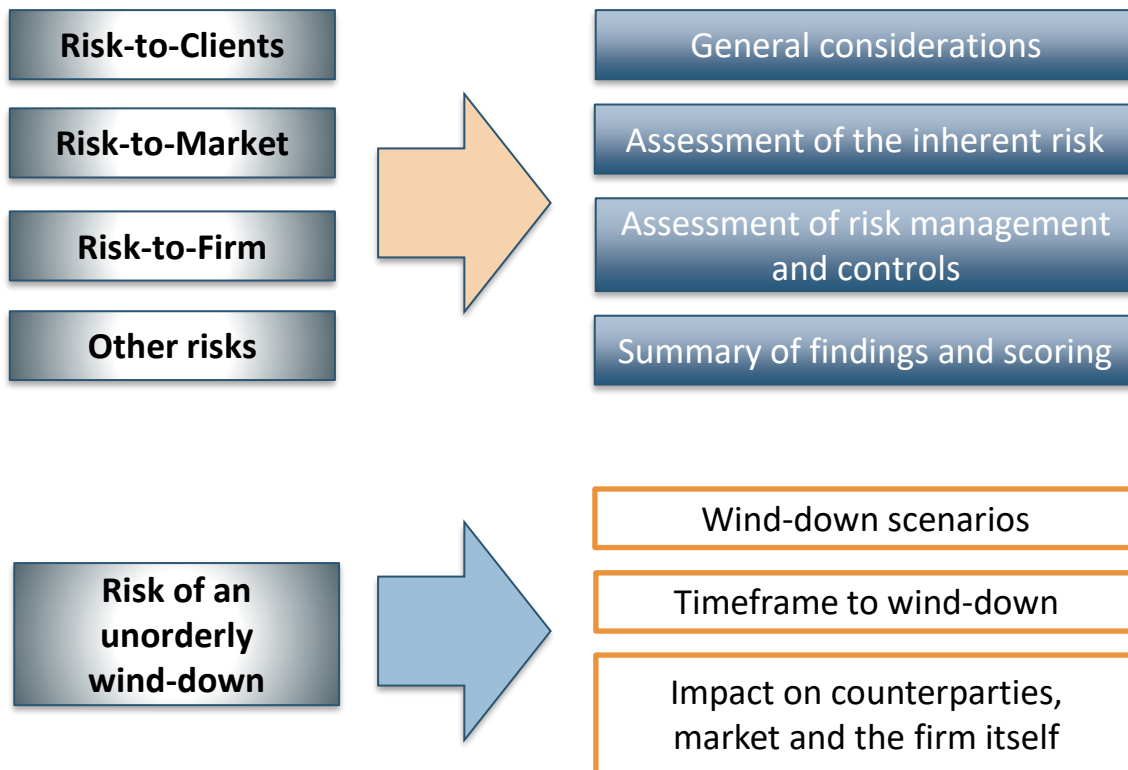 Risk-to-Clients
Risk-to-Market
Risk-to-Firm
Other risks
General considerations
Assessment of the inherent risk
Assessment of risk management
and controls
Summary of findings and scoring
Risk of an
unorderly
wind-down
Wind-down scenarios
Timeframe to wind-down
Impact on counterparties,
market and the firm itself